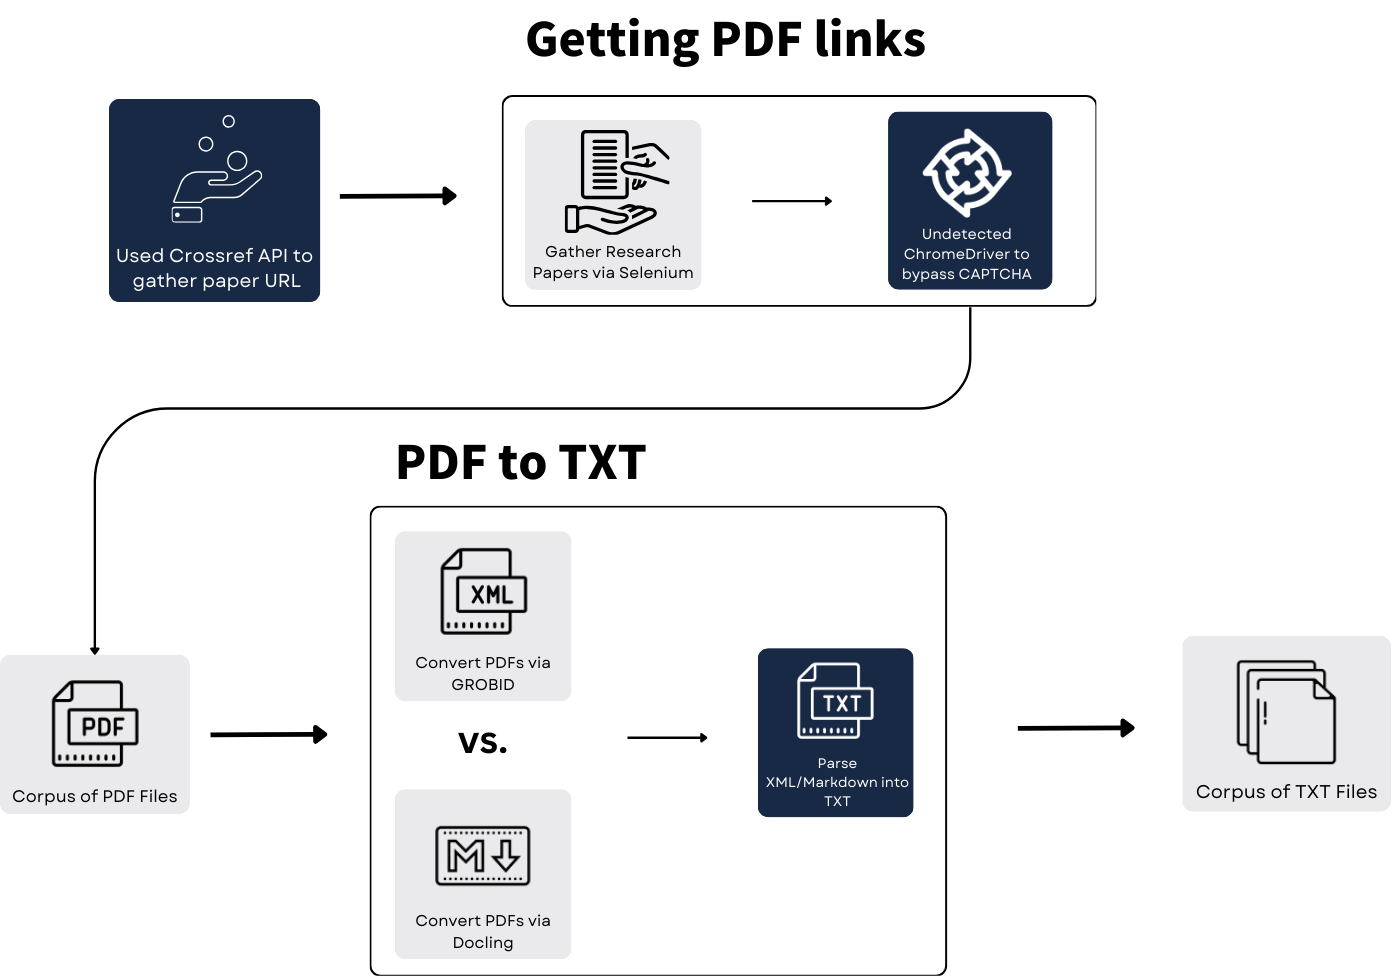 Getting PDF links
Used Crossref API to
gather paper URL
Gather Research
Papers via Selenium
Undetected
ChromeDriver to
bypass CAPTCHA
PDF to TXT
PDF
Corpus of PDF Files
XML
Convert PDFs via
GROBID
vs.
M
Convert PDFs via
Docling
TXT
Parse
XML/Markdown into
TXT
Corpus of TXT Files